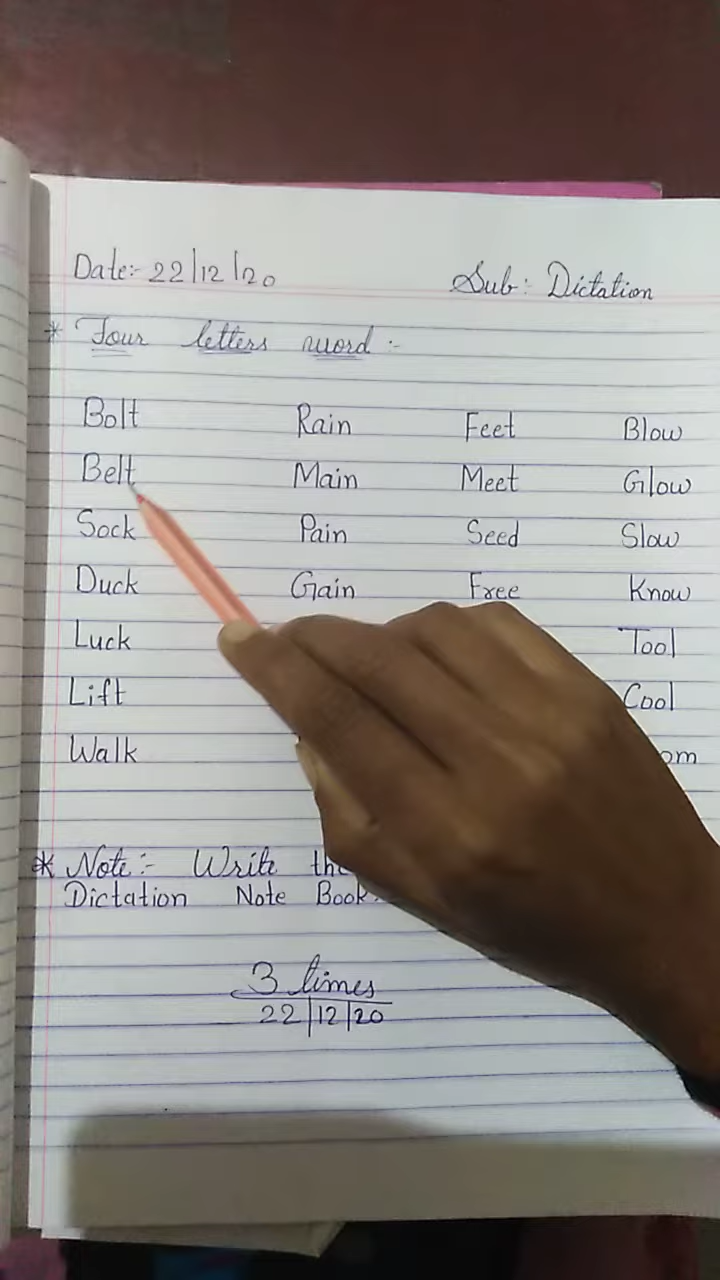 Date:- 22|12|20 Sub:- Dictation
* Four letters word :-
Bolt Rain Feet Blow
Belt Main Meet Glow
Sock Pain Seed Slow
Duck Gain Free Know
Luck Tool
Lift Cool
Walk
* Note:- Write
Dictation Note Book
3 times
22|12|20